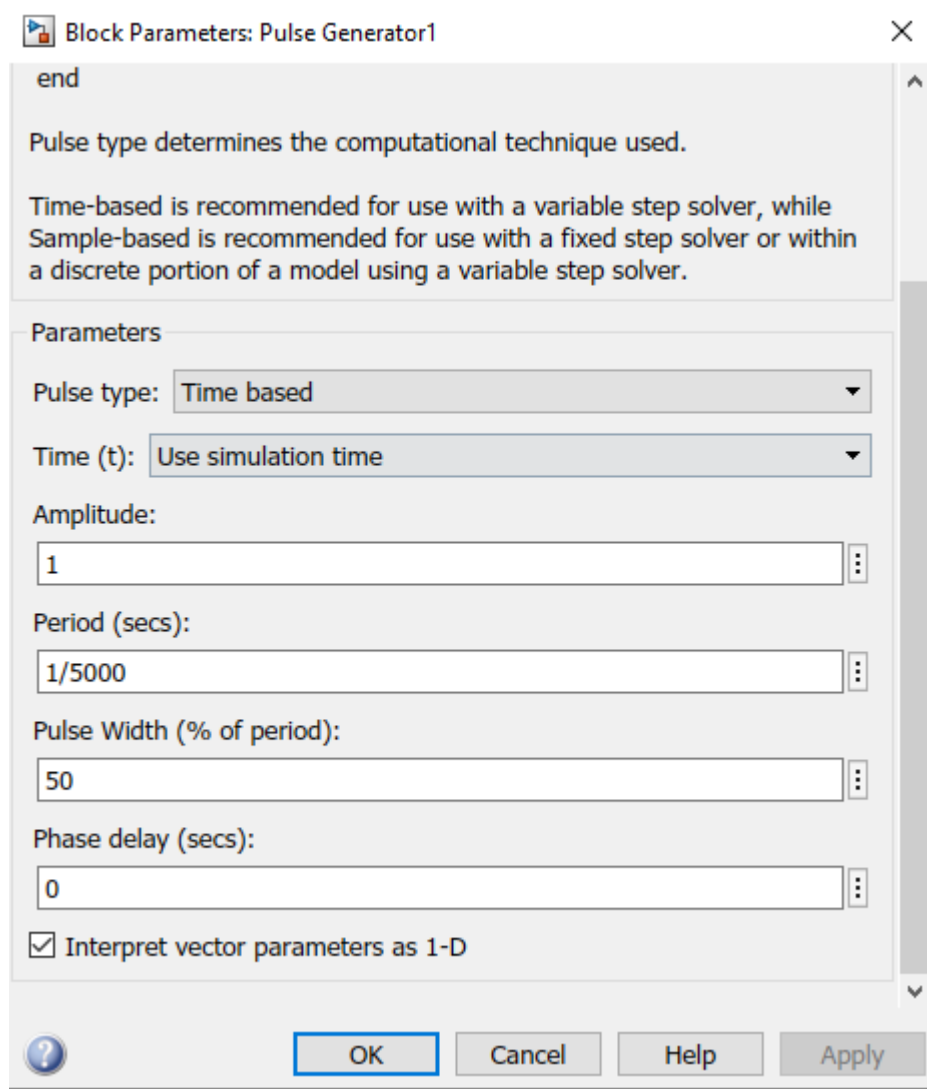 Block Parameters: Pulse Generator1
end
Pulse type determines the computational technique used.
Time-based is recommended for use with a variable step solver, while
Sample-based is recommended for use with a fixed step solver or within
a discrete portion of a model using a variable step solver.
Parameters
Pulse type: Time based
Time (t): Use simulation time
Amplitude:
1
Period (secs):
1/5000
Pulse Width (% of period):
50
Phase delay (secs):
0
Interpret vector parameters as 1-D
? OK Cancel Help Apply